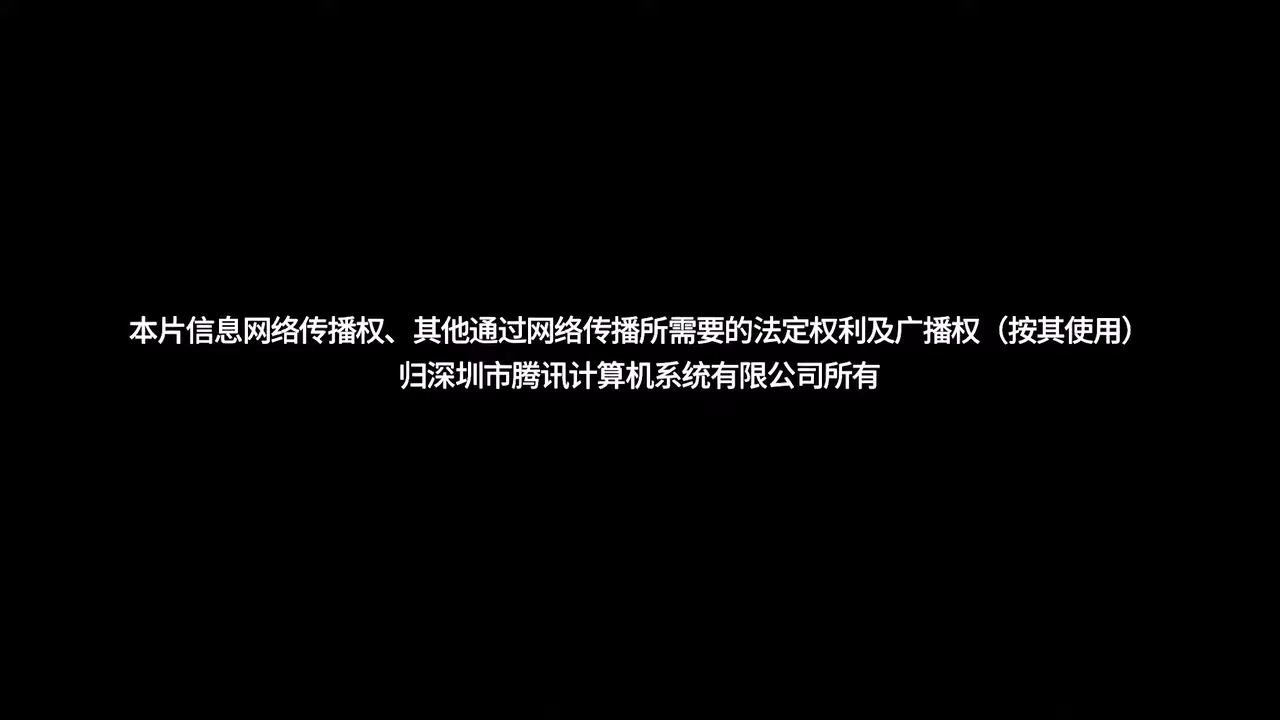 本片信息网络传播权、其他通过网络传播所需要的法定权利及广播权（按其使用）
归深圳市腾讯计算机系统有限公司所有